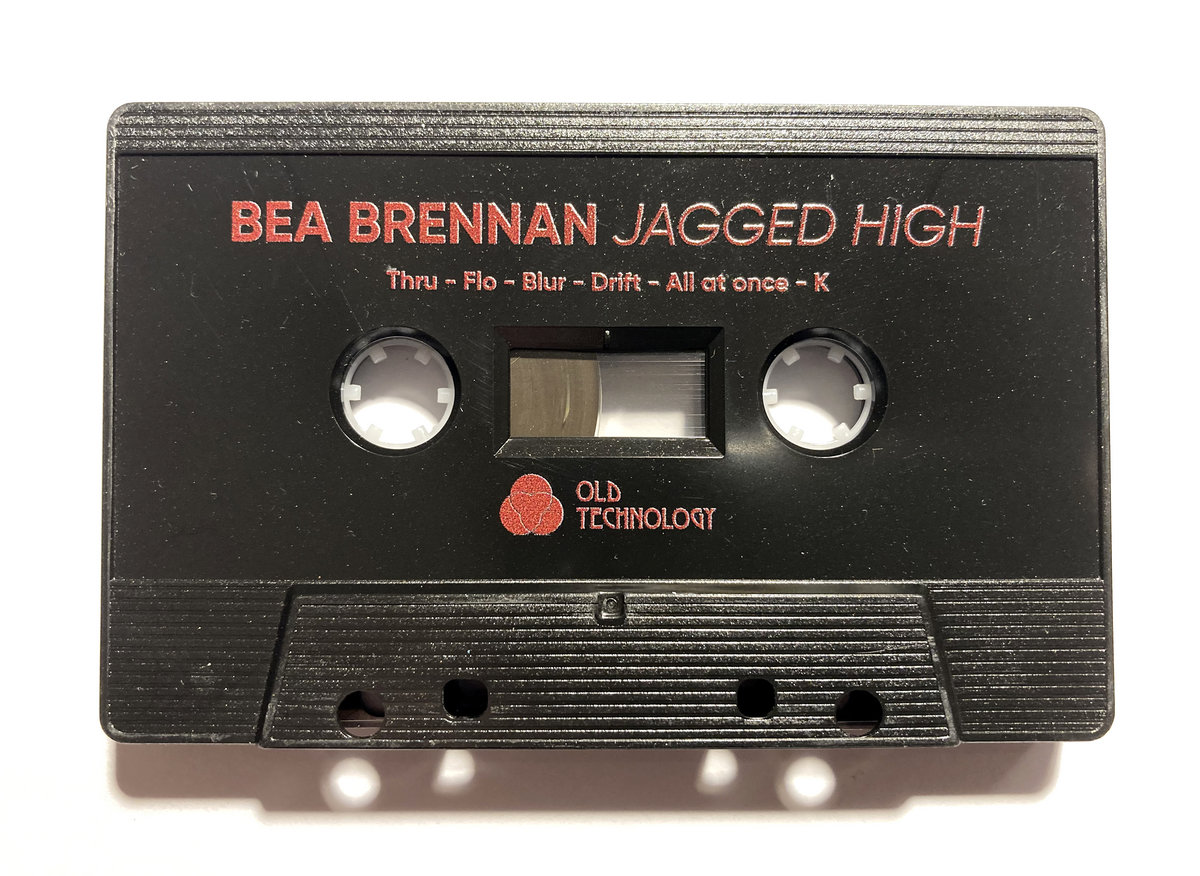 BEA BRENNAN JAGGED HIGH
Thru - Flo - Blur - Drift - All at once - K
OLD
TECHNOLOGY